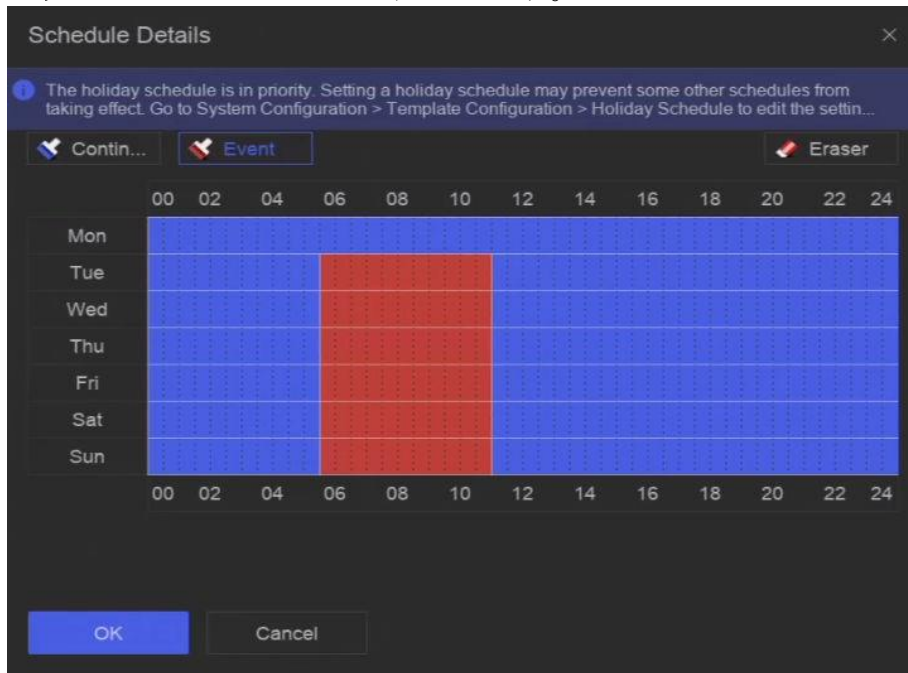 Schedule Details
The holiday schedule is in priority. Setting a holiday schedule may prevent some other schedules from
taking effect. Go to System Configuration > Template Configuration > Holiday Schedule to edit the settin...
Contin... Event Eraser
00 02 04 06 08 10 12 14 16 18 20 22 24
Mon
Tue
Wed
Thu
Fri
Sat
Sun
00 02 04 06 08 10 12 14 16 18 20 22 24
OK Cancel